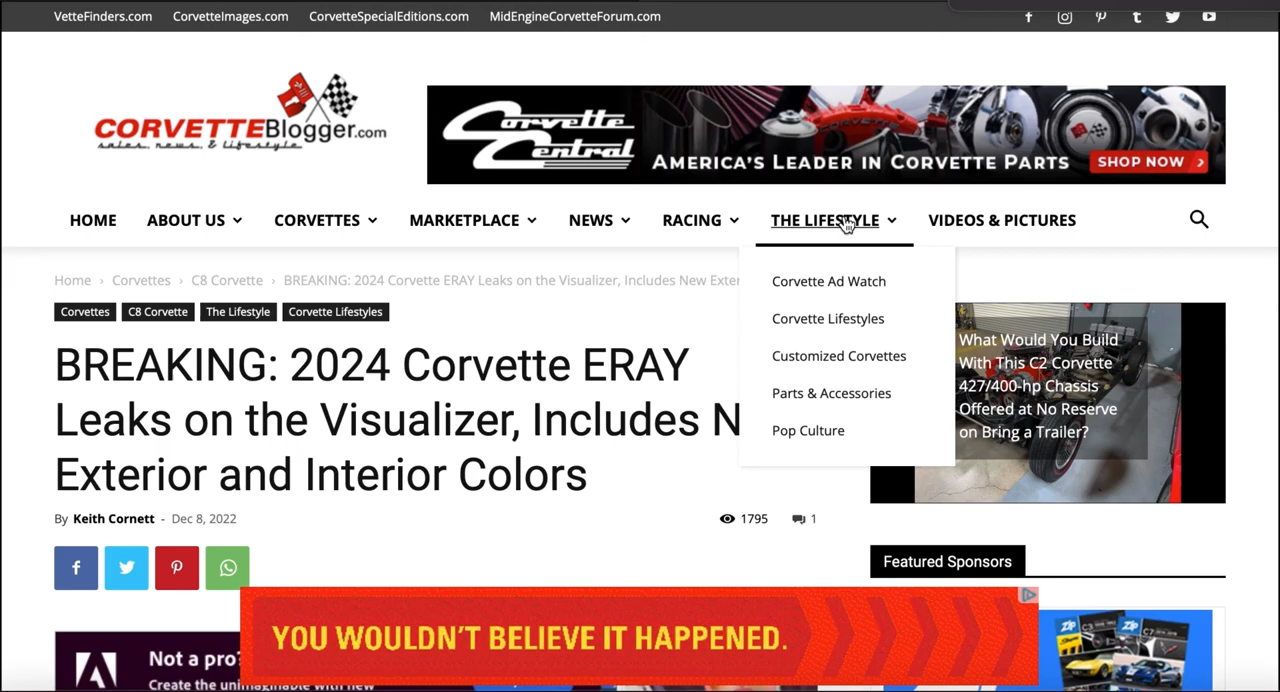 VetteFinders.com CorvetteImages.com CorvetteSpecialEditions.com MidEngineCorvetteForum.com
CORVETTEBlogger.com
sales, news, & lifestyle
Corvette
Central
AMERICA'S LEADER IN CORVETTE PARTS
SHOP NOW
HOME ABOUT US CORVETTES MARKETPLACE NEWS RACING THE LIFESTYLE VIDEOS & PICTURES
Corvette Ad Watch
Corvette Lifestyles
Customized Corvettes
Parts & Accessories
Pop Culture
Home › Corvettes › C8 Corvette › BREAKING: 2024 Corvette ERAY Leaks on the Visualizer, Includes New Exter
Corvettes C8 Corvette The Lifestyle Corvette Lifestyles
BREAKING: 2024 Corvette ERAY
Leaks on the Visualizer, Includes N
Exterior and Interior Colors
By Keith Cornett - Dec 8, 2022
1795 1
What Would You Build
With This C2 Corvette
427/400-hp Chassis
Offered at No Reserve
on Bring a Trailer?
Featured Sponsors
YOU WOULDN'T BELIEVE IT HAPPENED.
Not a pro?
Create the unimaginable with new
ZIP C3
ZIP